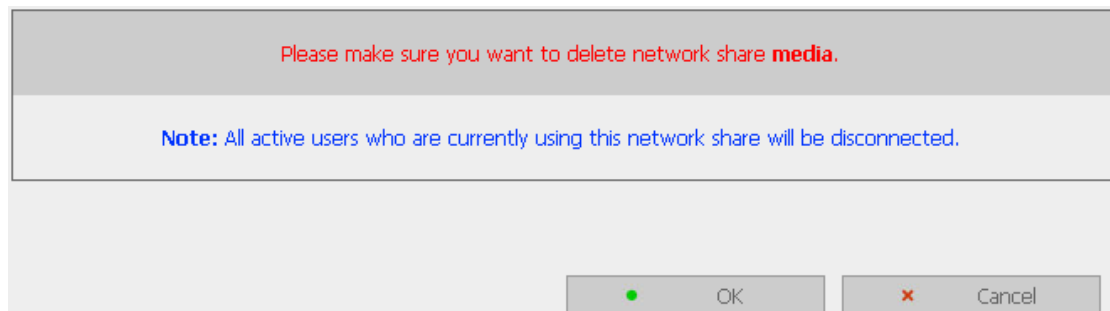 Please make sure you want to delete network share media.
Note: All active users who are currently using this network share will be disconnected.
OK
Cancel